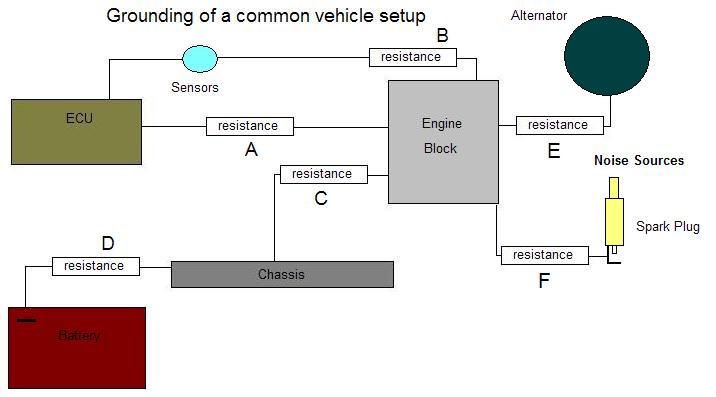 Grounding of a common vehicle setup
Alternator
B
resistance
Sensors
ECU
resistance
A
Engine
Block
resistance
E
Noise Sources
resistance
C
Spark Plug
D
resistance
Chassis
resistance
F
Battery